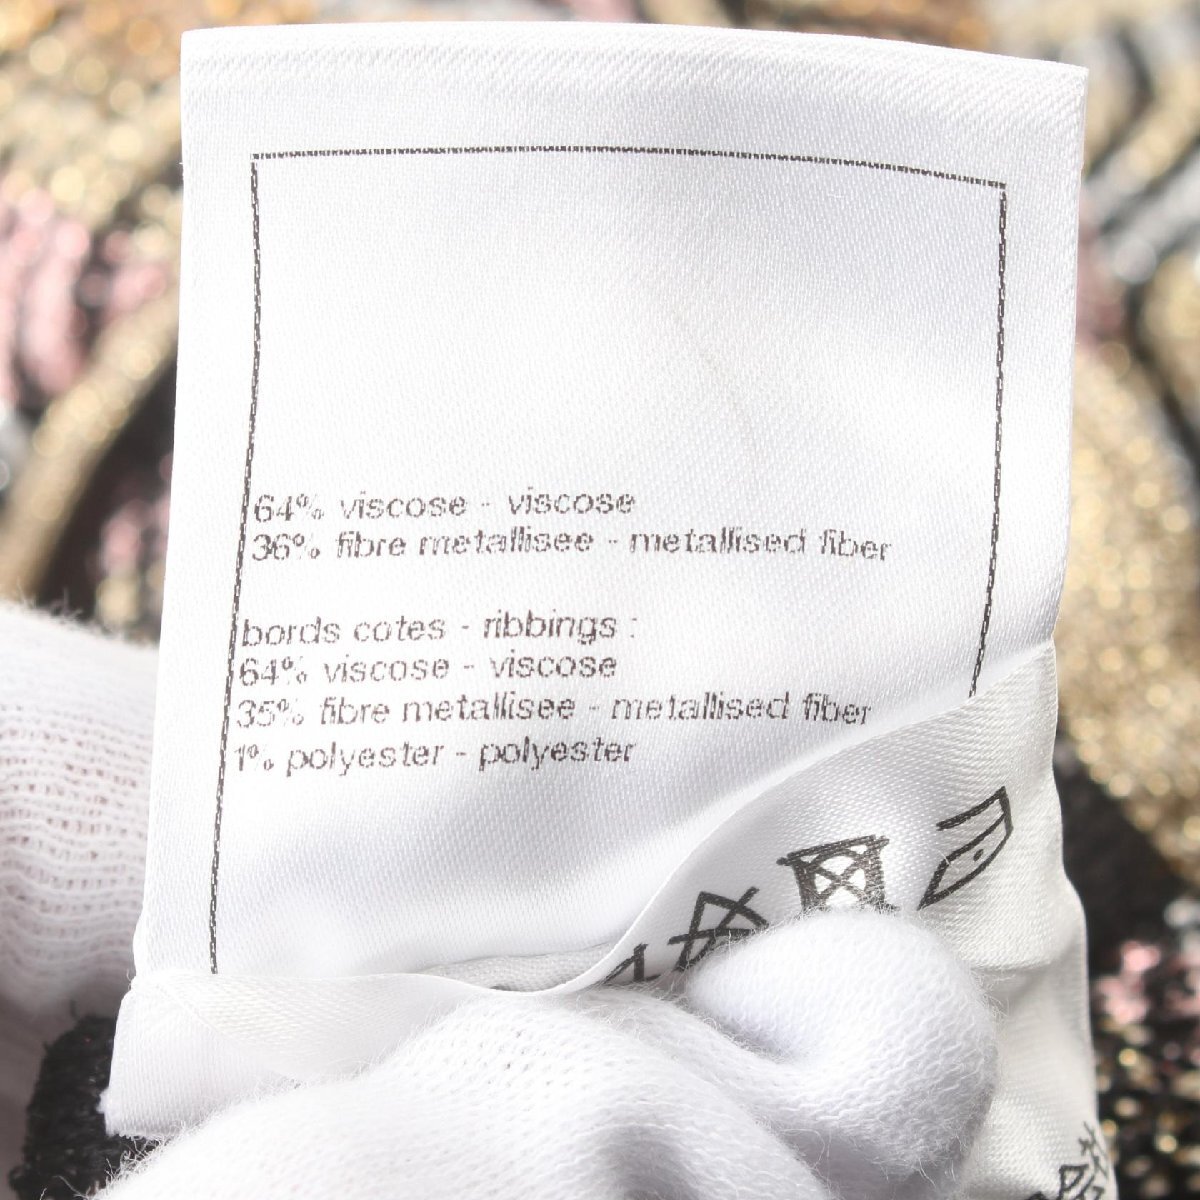 64% viscose - viscose
36% fibre metallisee - metallised fiber
bords cotes - ribbings :
64% viscose - viscose
35% fibre metallisee - metallised fiber
1% polyester - polyester